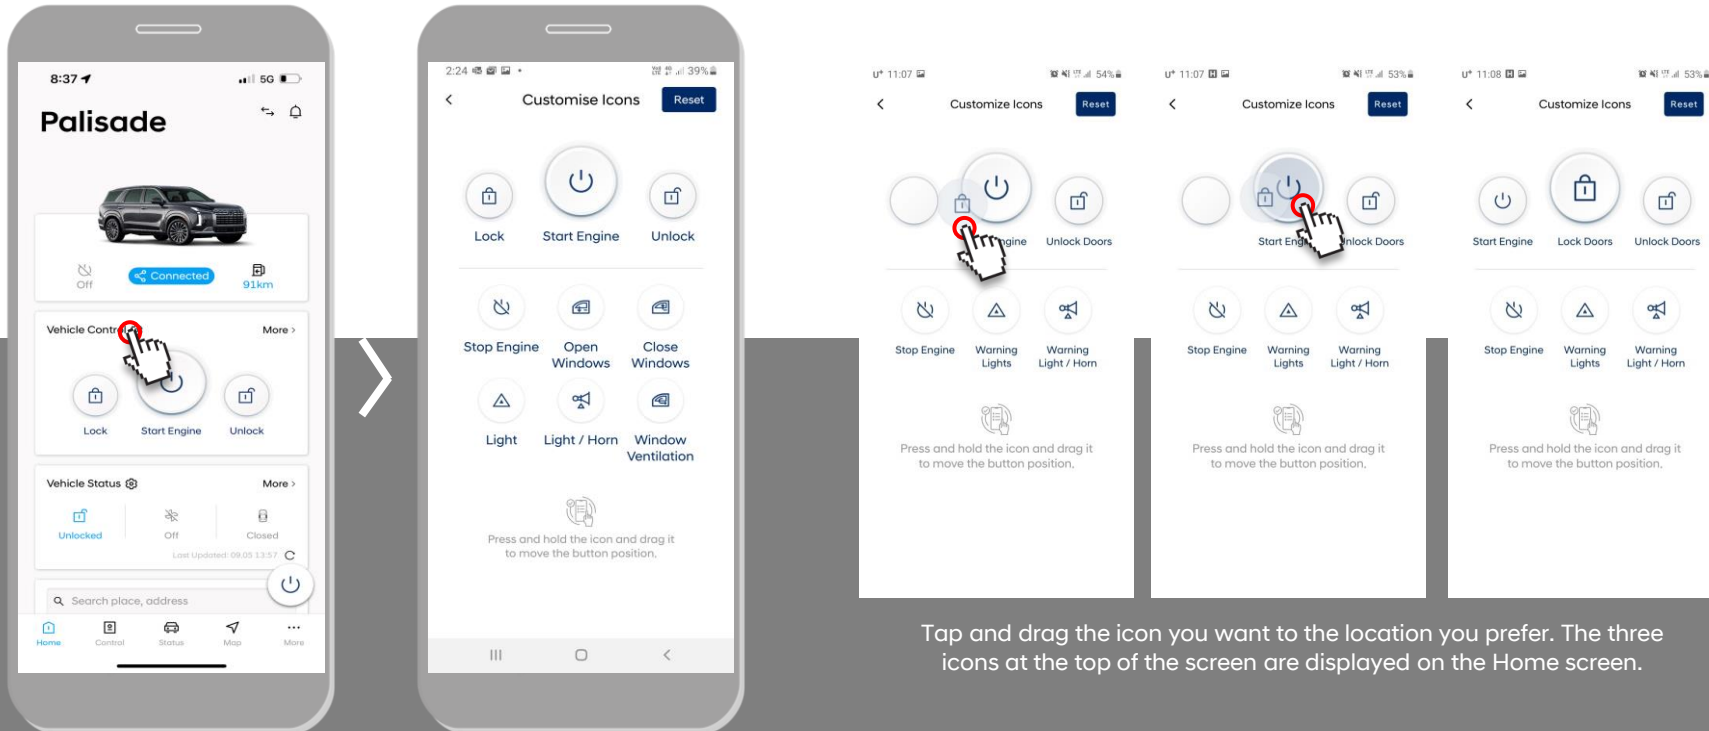 8:37
5G
Palisade
Off
Connected
91km
Vehicle Control
More >
Lock
Start Engine
Unlock
Vehicle Status
More >
Unlocked
Off
Closed
Last Updated: 09.05 13:57
Search place, address
Home
Control
Status
Map
More
2:24
39%
Customise Icons
Reset
Lock
Start Engine
Unlock
Stop Engine
Open
Windows
Close
Windows
Light
Light / Horn
Window
Ventilation
Press and hold the icon and drag it
to move the button position.
U+ 11:07
54%
Customize Icons
Reset
ngine
Unlock Doors
Stop Engine
Warning
Lights
Warning
Light / Horn
Press and hold the icon and drag it
to move the button position.
U+ 11:07
53%
Customize Icons
Reset
Start Eng
nlock Doors
Stop Engine
Warning
Lights
Warning
Light / Horn
Press and hold the icon and drag it
to move the button position.
U+ 11:08
53%
Customize Icons
Reset
Start Engine
Lock Doors
Unlock Doors
Stop Engine
Warning
Lights
Warning
Light / Horn
Press and hold the icon and drag it
to move the button position.
Tap and drag the icon you want to the location you prefer. The three
icons at the top of the screen are displayed on the Home screen.